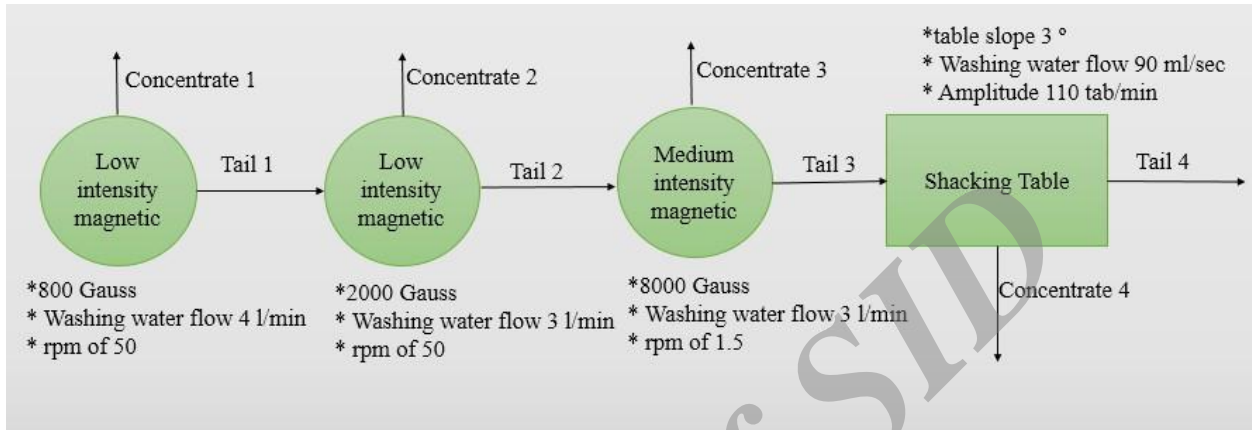 *table slope 3 º
* Washing water flow 90 ml/sec
* Amplitude 110 tab/min
Concentrate 1
Concentrate 2
Concentrate 3
Low
intensity
magnetic
Tail 1
Low
intensity
magnetic
Tail 2
Medium
intensity
magnetic
Tail 3
Shacking Table
Tail 4
*800 Gauss
* Washing water flow 4 l/min
* rpm of 50
*2000 Gauss
* Washing water flow 3 l/min
* rpm of 50
*8000 Gauss
* Washing water flow 3 l/min
* rpm of 1.5
Concentrate 4
of SID